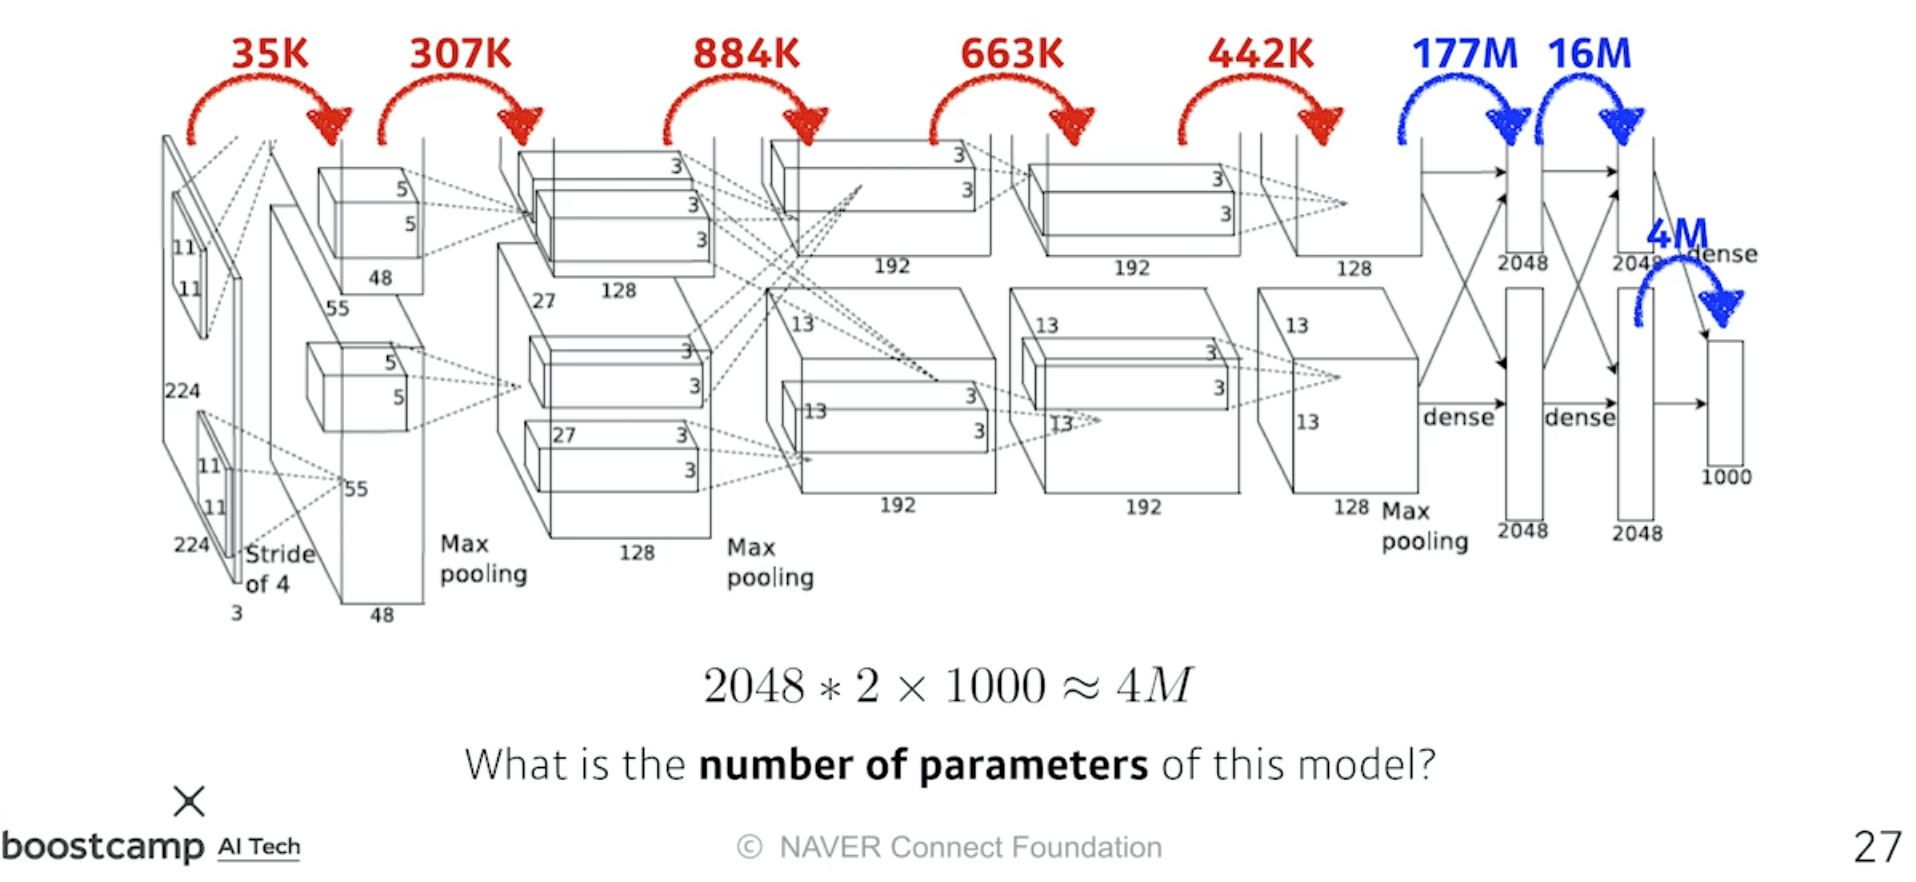 35K 307K 884K 663K 442K 177M 16M
3 3
5 3 3 3
3 3
11 5 3 4M
dense
48 128 192 192 128 2048 2048
11 55 27
13 13 13
5 3 3
224 5 3 3 3
13
dense dense
27 3 13 3 13
11 3
55
11
1000
192 192 128 Max
pooling
2048 2048
224 Stride
of 4
Max
pooling
128
Max
pooling
3 48
2048 * 2 × 1000 ≈ 4M
What is the number of parameters of this model?
boostcamp AI Tech
© NAVER Connect Foundation
27